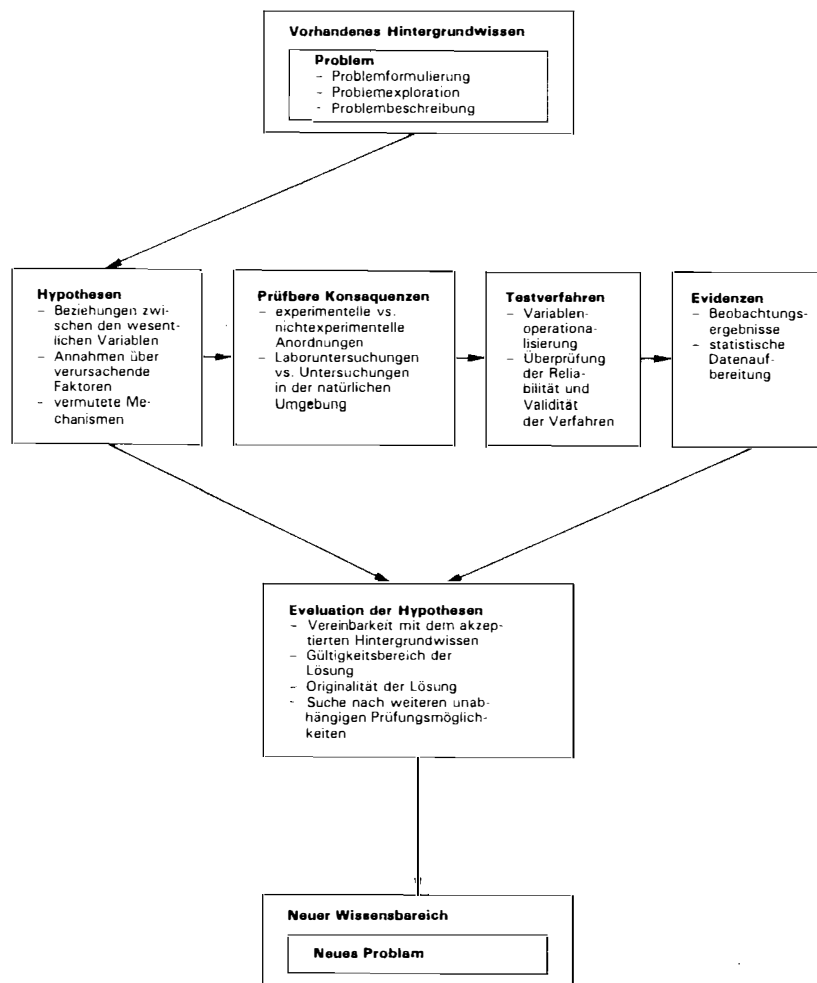 Vorhandenes Hintergrundwissen
Problem
– Problemformulierung
– Problemexploration
– Problembeschreibung
Hypothesen
– Beziehungen zwi-
schen den wesent-
lichen Variablen
– Annahmen über
verursachende
Faktoren
– vermutete Me-
chanismen
Prüfbere Konsaquenzen
– experimentelle vs.
nichtexperimentelle
Anordnungen
– Laboruntersuchungen
vs. Untersuchungen
in der natürlichen
Umgebung
Testverfahren
– Variablen-
operationa-
lisierung
– Überprüfung
der Relia-
bilität und
Validität
der Verfahren
Evidenzen
– Beobachtungs-
ergebnisse
– statistische
Datenauf-
bereitung
Eveluation der Hypothesen
– Vereinbarkeit mit dem akzep-
tierten Hintergrundwissen
– Gültigkeitsbereich der
Lösung
– Originalität der Lösung
– Suche nach weiteren unab-
hängigen Prüfungsmöglich-
keiten
Neuer Wissensbareich
Neues Problam